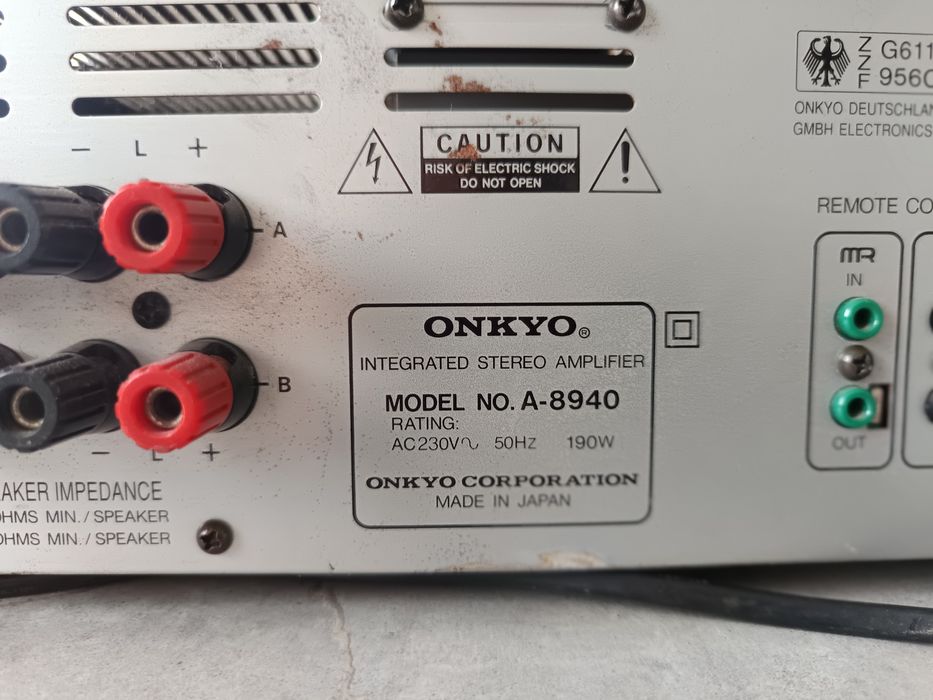 ZZF
G611
956
ONKYO DEUTSCHLAN
GMBH ELECTRONICS
− L +
CAUTION
RISK OF ELECTRIC SHOCK
DO NOT OPEN
A
REMOTE CO
IN
ONKYO®
INTEGRATED STEREO AMPLIFIER
MODEL NO. A-8940
RATING:
AC230V∿ 50Hz 190W
ONKYO CORPORATION
MADE IN JAPAN
B
OUT
− L +
AKER IMPEDANCE
OHMS MIN./SPEAKER
OHMS MIN./SPEAKER